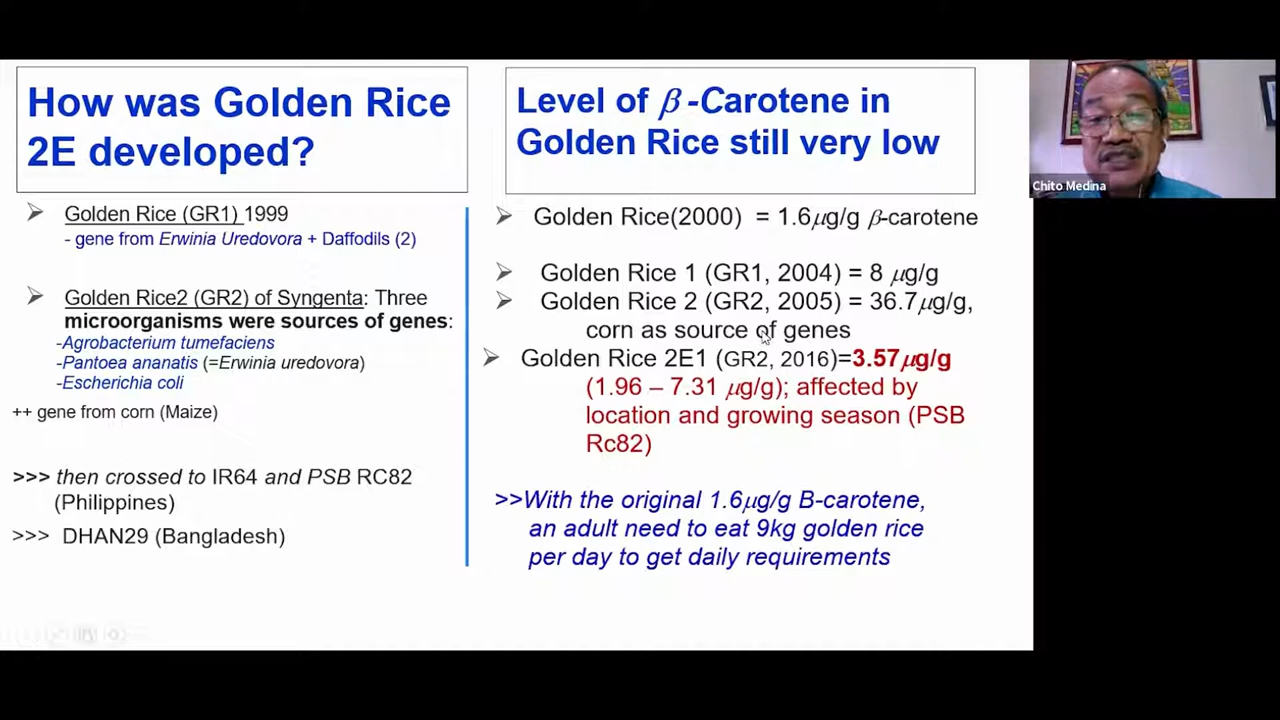 How was Golden Rice
2E developed?
➢ Golden Rice (GR1) 1999
- gene from Erwinia Uredovora + Daffodils (2)
➢ Golden Rice2 (GR2) of Syngenta: Three
microorganisms were sources of genes:
-Agrobacterium tumefaciens
-Pantoea ananatis (=Erwinia uredovora)
-Escherichia coli
++ gene from corn (Maize)
>>> then crossed to IR64 and PSB RC82
(Philippines)
>>> DHAN29 (Bangladesh)
Level of β -Carotene in
Golden Rice still very low
➢ Golden Rice(2000) = 1.6μg/g β-carotene
➢ Golden Rice 1 (GR1, 2004) = 8 μg/g
➢ Golden Rice 2 (GR2, 2005) = 36.7μg/g,
corn as source of genes
➢ Golden Rice 2E1 (GR2, 2016)=3.57μg/g
(1.96 – 7.31 μg/g); affected by
location and growing season (PSB
Rc82)
>>With the original 1.6μg/g B-carotene,
an adult need to eat 9kg golden rice
per day to get daily requirements
Chito Medina